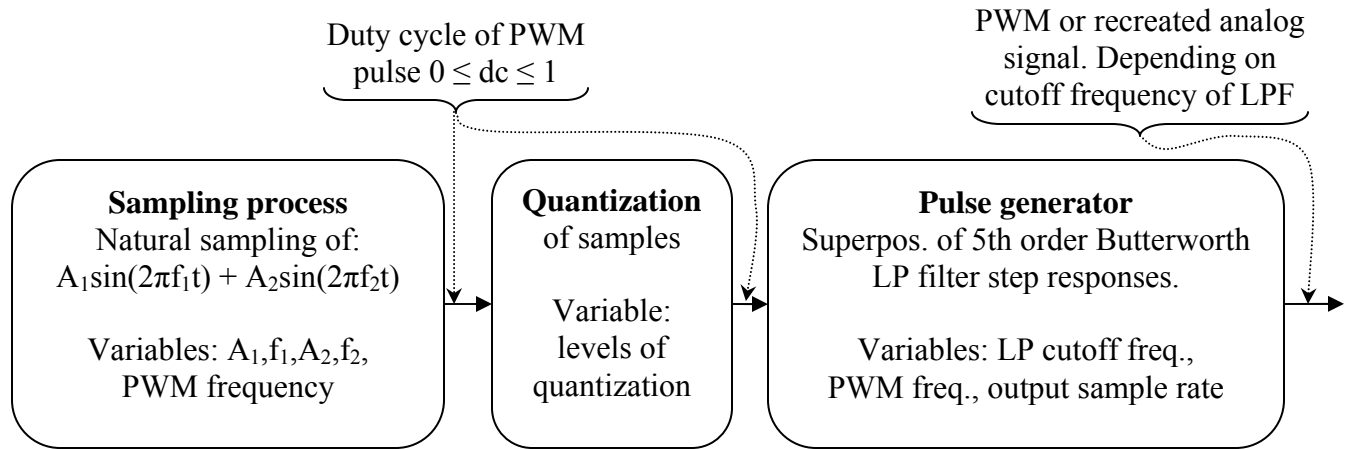 Duty cycle of PWM
pulse 0 ≤ dc ≤ 1
PWM or recreated analog
signal. Depending on
cutoff frequency of LPF
Sampling process
Natural sampling of:
A₁sin(2πf₁t) + A₂sin(2πf₂t)
Variables: A₁,f₁,A₂,f₂,
PWM frequency
Quantization
of samples
Variable:
levels of
quantization
Pulse generator
Superpos. of 5th order Butterworth
LP filter step responses.
Variables: LP cutoff freq.,
PWM freq., output sample rate